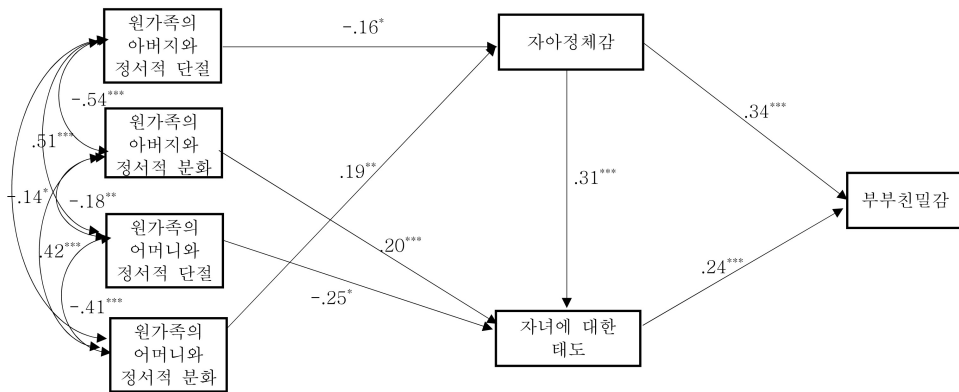 원가족의
아버지와
정서적 단절
-.16*
자아정체감
-.54***
원가족의
아버지와
정서적 분화
.51***
.34***
.19**
.31***
-.14*
-.18**
부부친밀감
원가족의
어머니와
정서적 단절
.42***
.20***
-.25*
.24***
-.41***
원가족의
어머니와
정서적 분화
자녀에 대한
태도